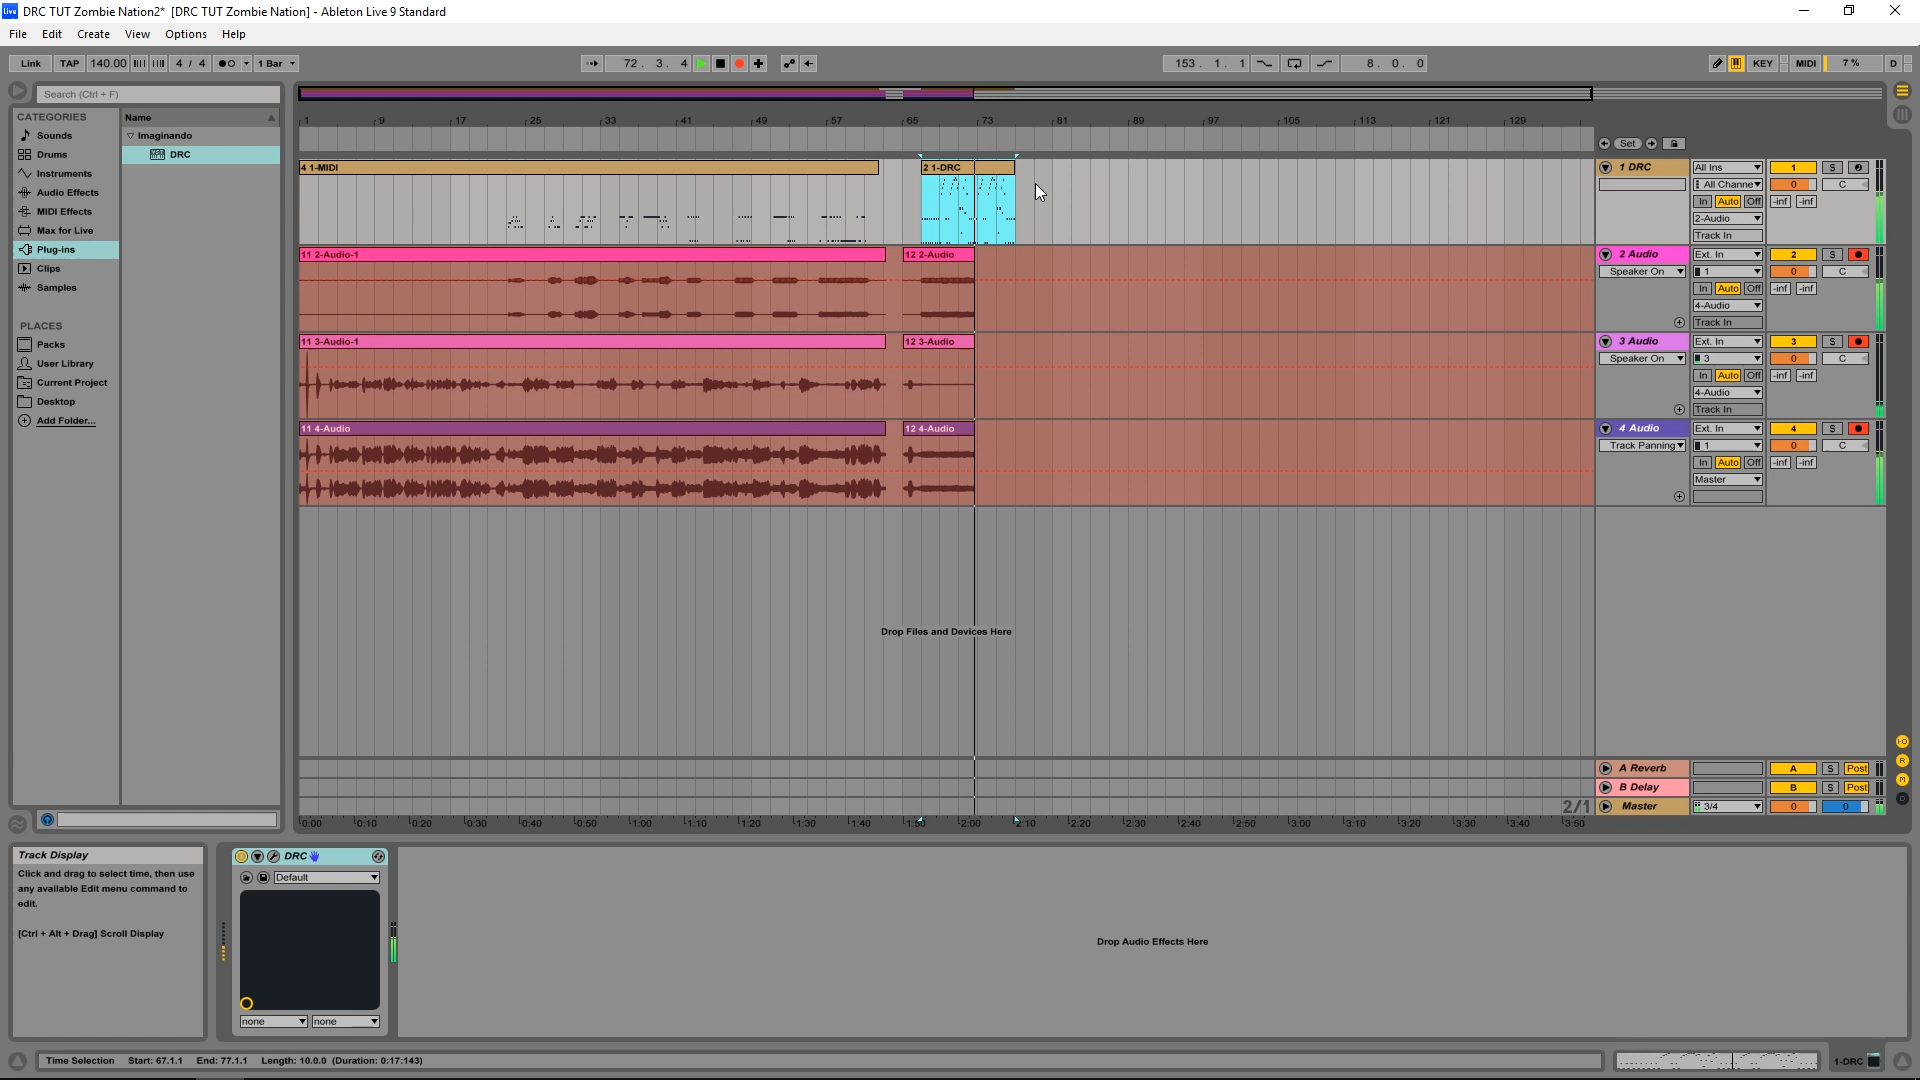 DRC TUT Zombie Nation2*  [DRC TUT Zombie Nation] - Ableton Live 9 Standard
File Edit Create View Options Help
Link TAP 140.00 4 / 4 1 Bar 72. 3. 4 153. 1. 1 8. 0. 0 KEY MIDI 7 % D
Search (Ctrl + F)
CATEGORIES
Sounds
Drums
Instruments
Audio Effects
MIDI Effects
Max for Live
Plug-ins
Clips
Samples
PLACES
Packs
User Library
Current Project
Desktop
Add Folder...
Name
Imaginando
DRC
1 9 17 25 33 41 49 57 65 73 81 89 97 105 113 121 129
Set
4 1-MIDI 2 1-DRC
11 2-Audio-1 12 2-Audio
11 3-Audio-1 12 3-Audio
11 4-Audio 12 4-Audio
Drop Files and Devices Here
1 DRC All Ins 1 S
All Channe 0 C
In Auto Off -inf -inf
2-Audio
Track In
2 Audio Ext. In 2 S
Speaker On 1 0 C
In Auto Off -inf -inf
4-Audio
Track In
3 Audio Ext. In 3 S
Speaker On 3 0 C
In Auto Off -inf -inf
4-Audio
Track In
4 Audio Ext. In 4 S
Track Panning 1 0 C
In Auto Off -inf -inf
Master
A Reverb A S Post
B Delay B S Post
2/1 Master 3/4 0 0
0:00 0:10 0:20 0:30 0:40 0:50 1:00 1:10 1:20 1:30 1:40 1:50 2:00 2:10 2:20 2:30 2:40 2:50 3:00 3:10 3:20 3:30 3:40 3:50
Track Display
Click and drag to select time, then use
any available Edit menu command to
edit.
[Ctrl + Alt + Drag] Scroll Display
DRC
Default
none none
Drop Audio Effects Here
Time Selection Start: 67.1.1 End: 77.1.1 Length: 10.0.0 (Duration: 0:17:143)
1-DRC